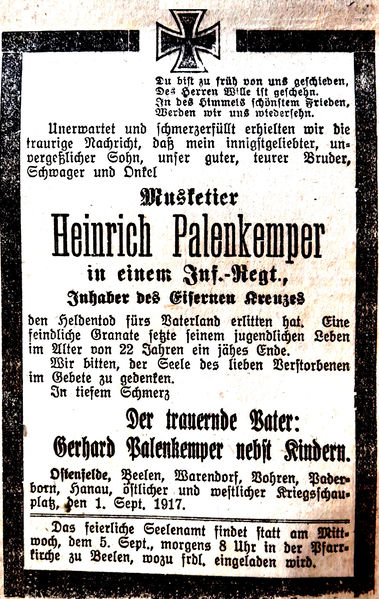 Du bist zu früh von uns geschieden,
Des Herren Wille ist geschehn.
In des Himmels schönstem Frieden,
Werden wir uns wiedersehn.
Unerwartet und schmerzerfüllt erhielten wir die
traurige Nachricht, daß mein innigstgeliebter, un-
vergeßlicher Sohn, unser guter, teurer Bruder,
Schwager und Onkel
Musketier
Heinrich Palenkemper
in einem Inf.-Regt.,
Inhaber des Eisernen Kreuzes
den Heldentod fürs Vaterland erlitten hat. Eine
feindliche Granate setzte seinem jugendlichen Leben
im Alter von 22 Jahren ein jähes Ende.
Wir bitten, der Seele des lieben Verstorbenen
im Gebete zu gedenken.
In tiefem Schmerz
Der trauernde Vater:
Gerhard Palenkemper nebst Kindern.
Ostenfelde, Beelen, Warendorf, Vohren, Pader-
born, Hanau, östlicher und westlicher Kriegsschau-
platz, den 1. Sept. 1917.
Das feierliche Seelenamt findet statt am Mitt-
woch, dem 5. Sept., morgens 8 Uhr in der Pfarr-
kirche zu Beelen, wozu frdl. eingeladen wird.